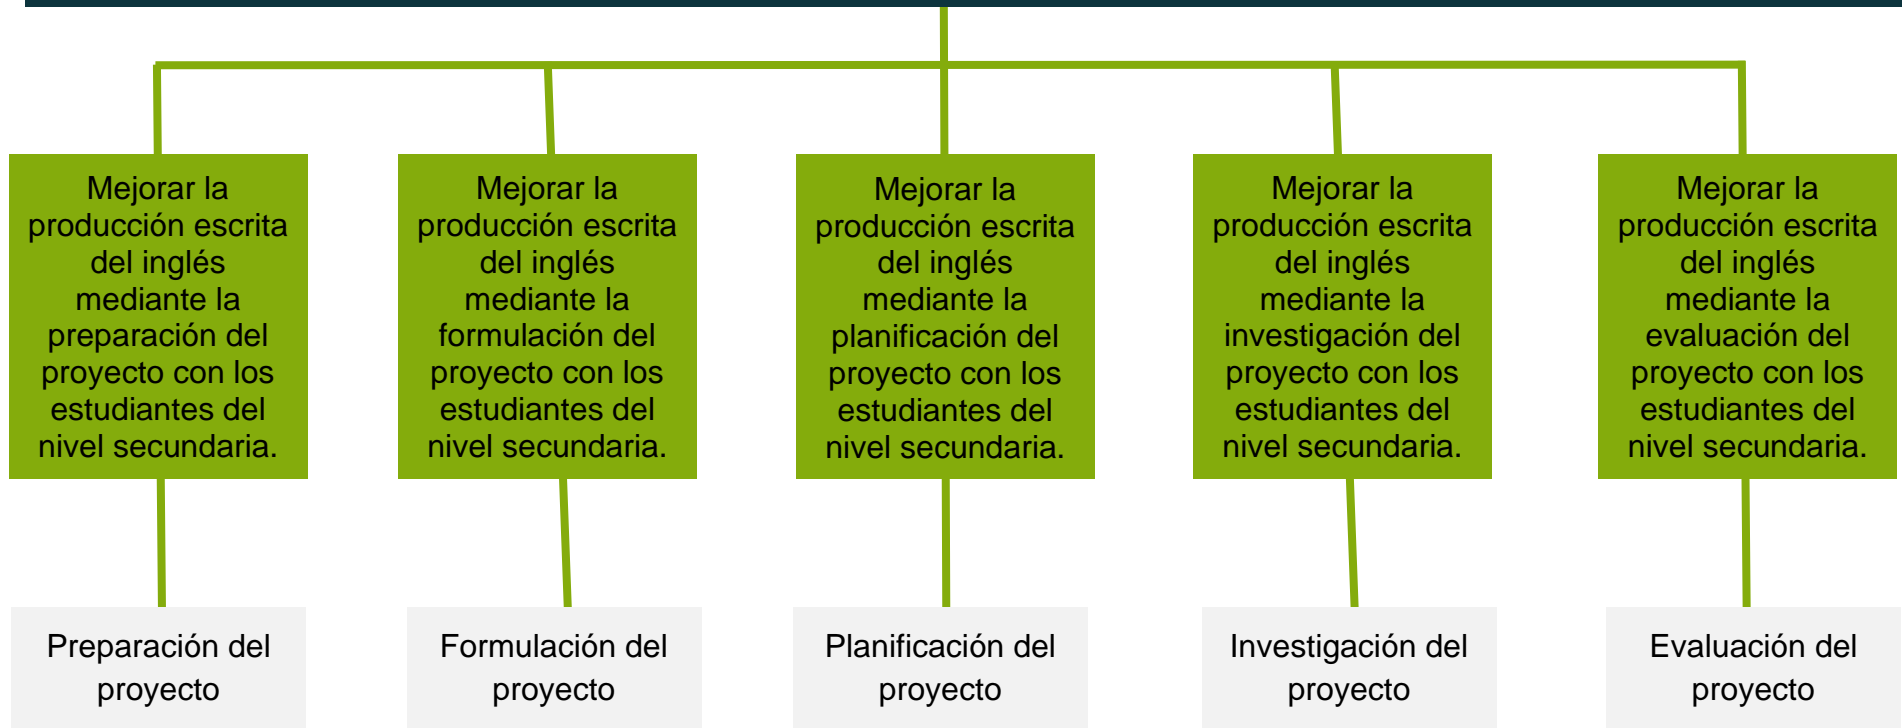 Mejorar la
producción escrita
del inglés
mediante la
preparación del
proyecto con los
estudiantes del
nivel secundaria.
Mejorar la
producción escrita
del inglés
mediante la
formulación del
proyecto con los
estudiantes del
nivel secundaria.
Mejorar la
producción escrita
del inglés
mediante la
planificación del
proyecto con los
estudiantes del
nivel secundaria.
Mejorar la
producción escrita
del inglés
mediante la
investigación del
proyecto con los
estudiantes del
nivel secundaria.
Mejorar la
producción escrita
del inglés
mediante la
evaluación del
proyecto con los
estudiantes del
nivel secundaria.
Preparación del
proyecto
Formulación del
proyecto
Planificación del
proyecto
Investigación del
proyecto
Evaluación del
proyecto